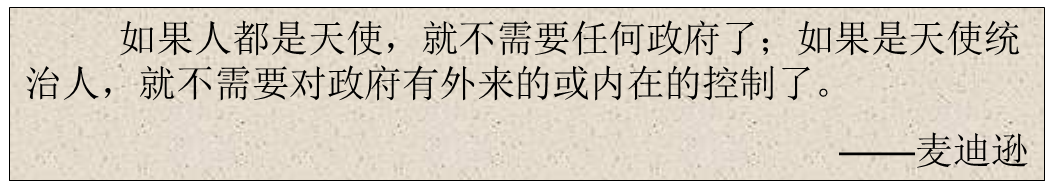 如果人都是天使，就不需要任何政府了；如果是天使统
治人，就不需要对政府有外来的或内在的控制了。
——麦迪逊